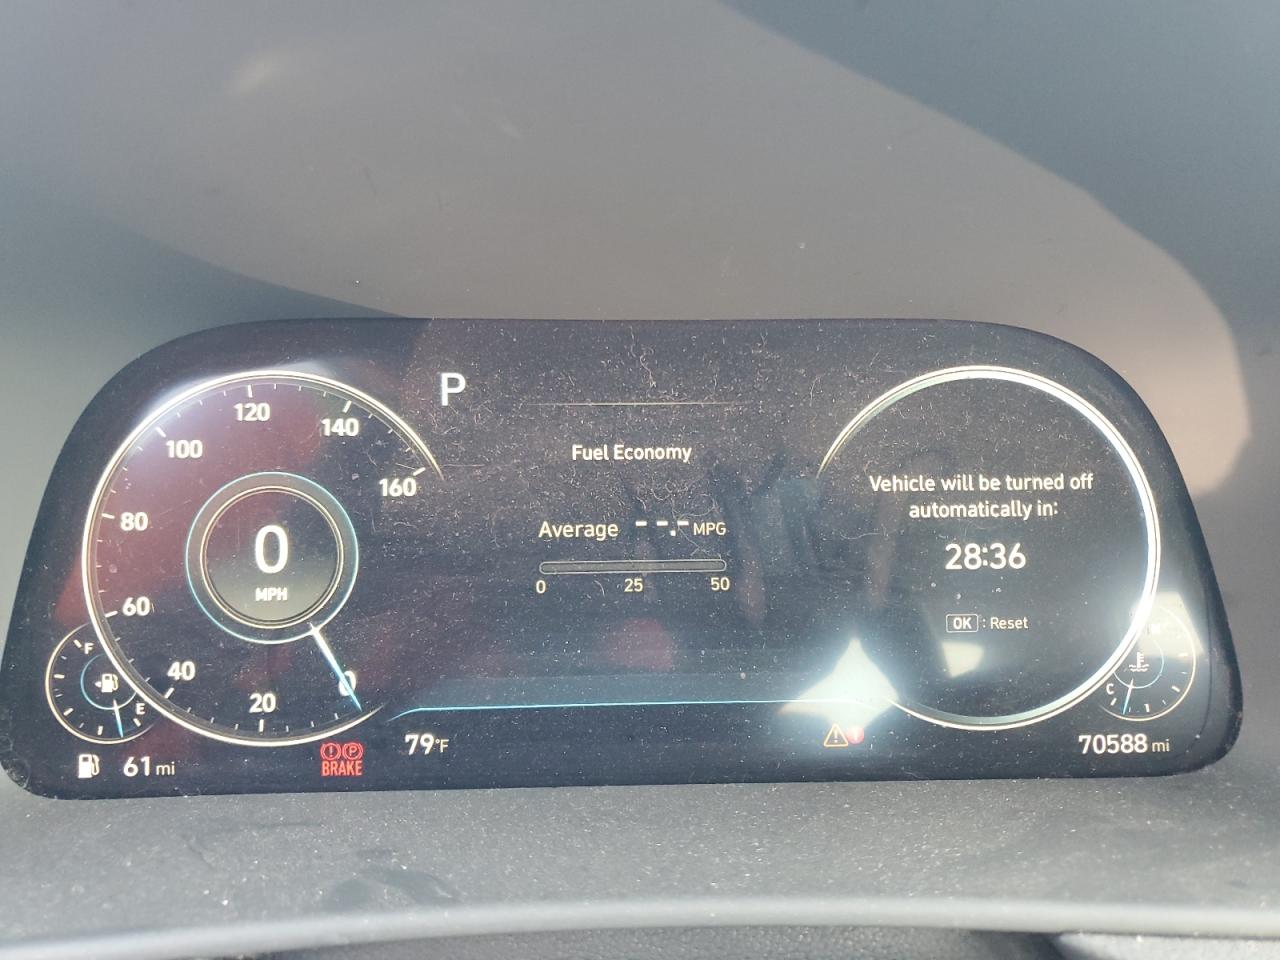 P
120
140
100
160
80
60
40
20
0
MPH
Fuel Economy
Average --.- MPG
0 25 50
Vehicle will be turned off
automatically in:
28:36
OK : Reset
F
E
C
61 mi
BRAKE
79°F
70588 mi